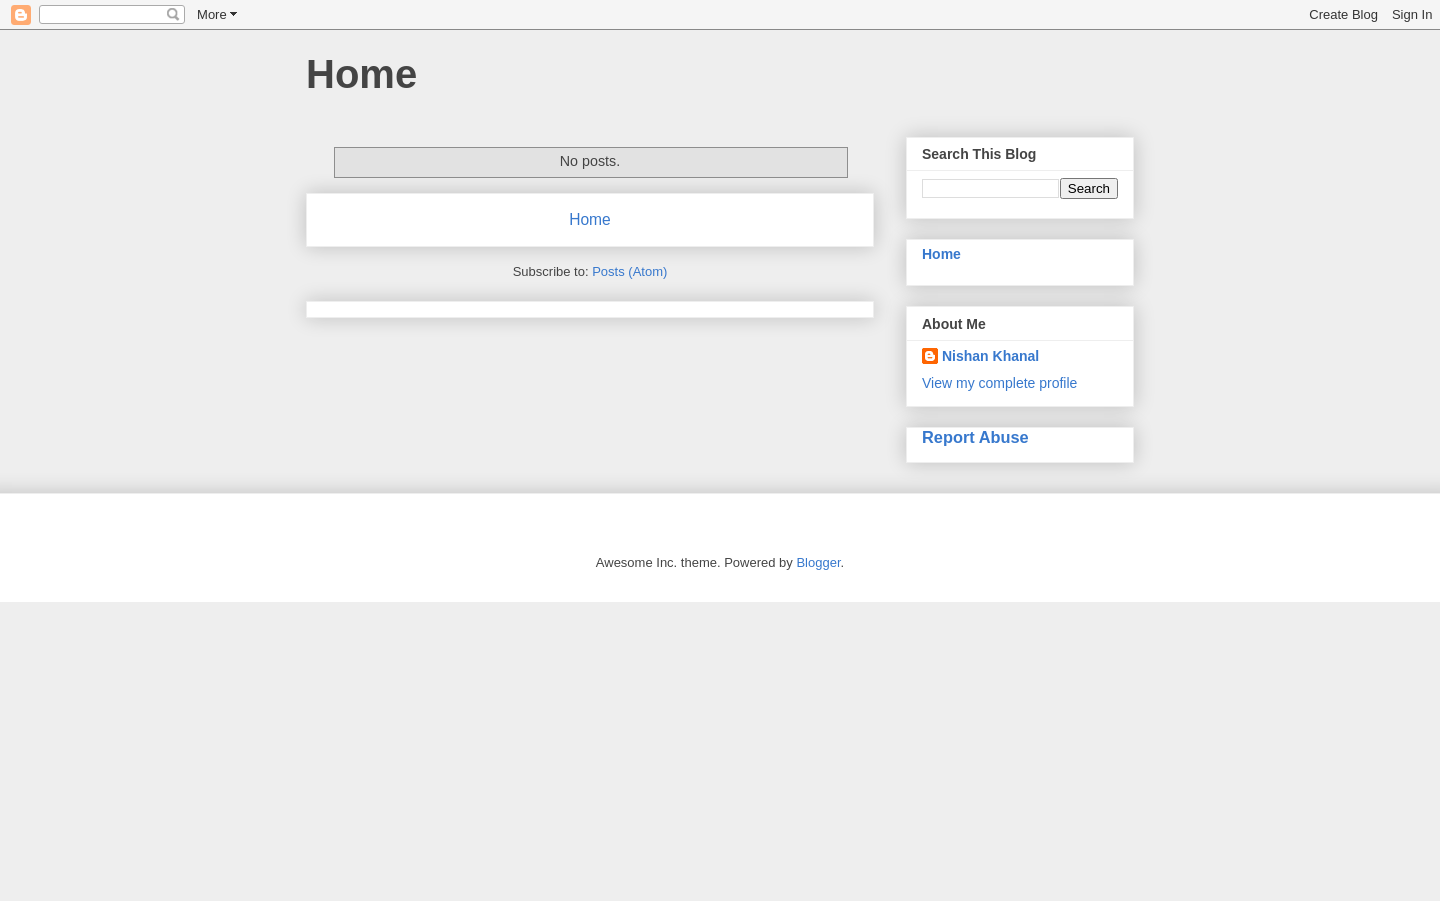 More
Create Blog
Sign In
Home
No posts.
Home
Subscribe to: Posts (Atom)
Search This Blog
Search
Home
About Me
Nishan Khanal
View my complete profile
Report Abuse
Awesome Inc. theme. Powered by Blogger.